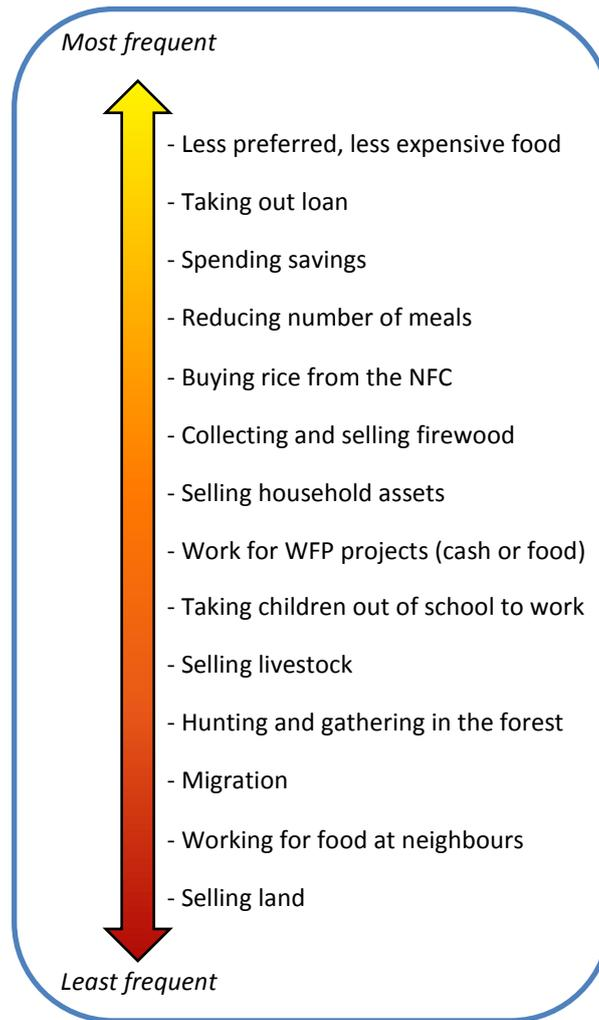 Most frequent
- Less preferred, less expensive food
- Taking out loan
- Spending savings
- Reducing number of meals
- Buying rice from the NFC
- Collecting and selling firewood
- Selling household assets
- Work for WFP projects (cash or food)
- Taking children out of school to work
- Selling livestock
- Hunting and gathering in the forest
- Migration
- Working for food at neighbours
- Selling land
Least frequent